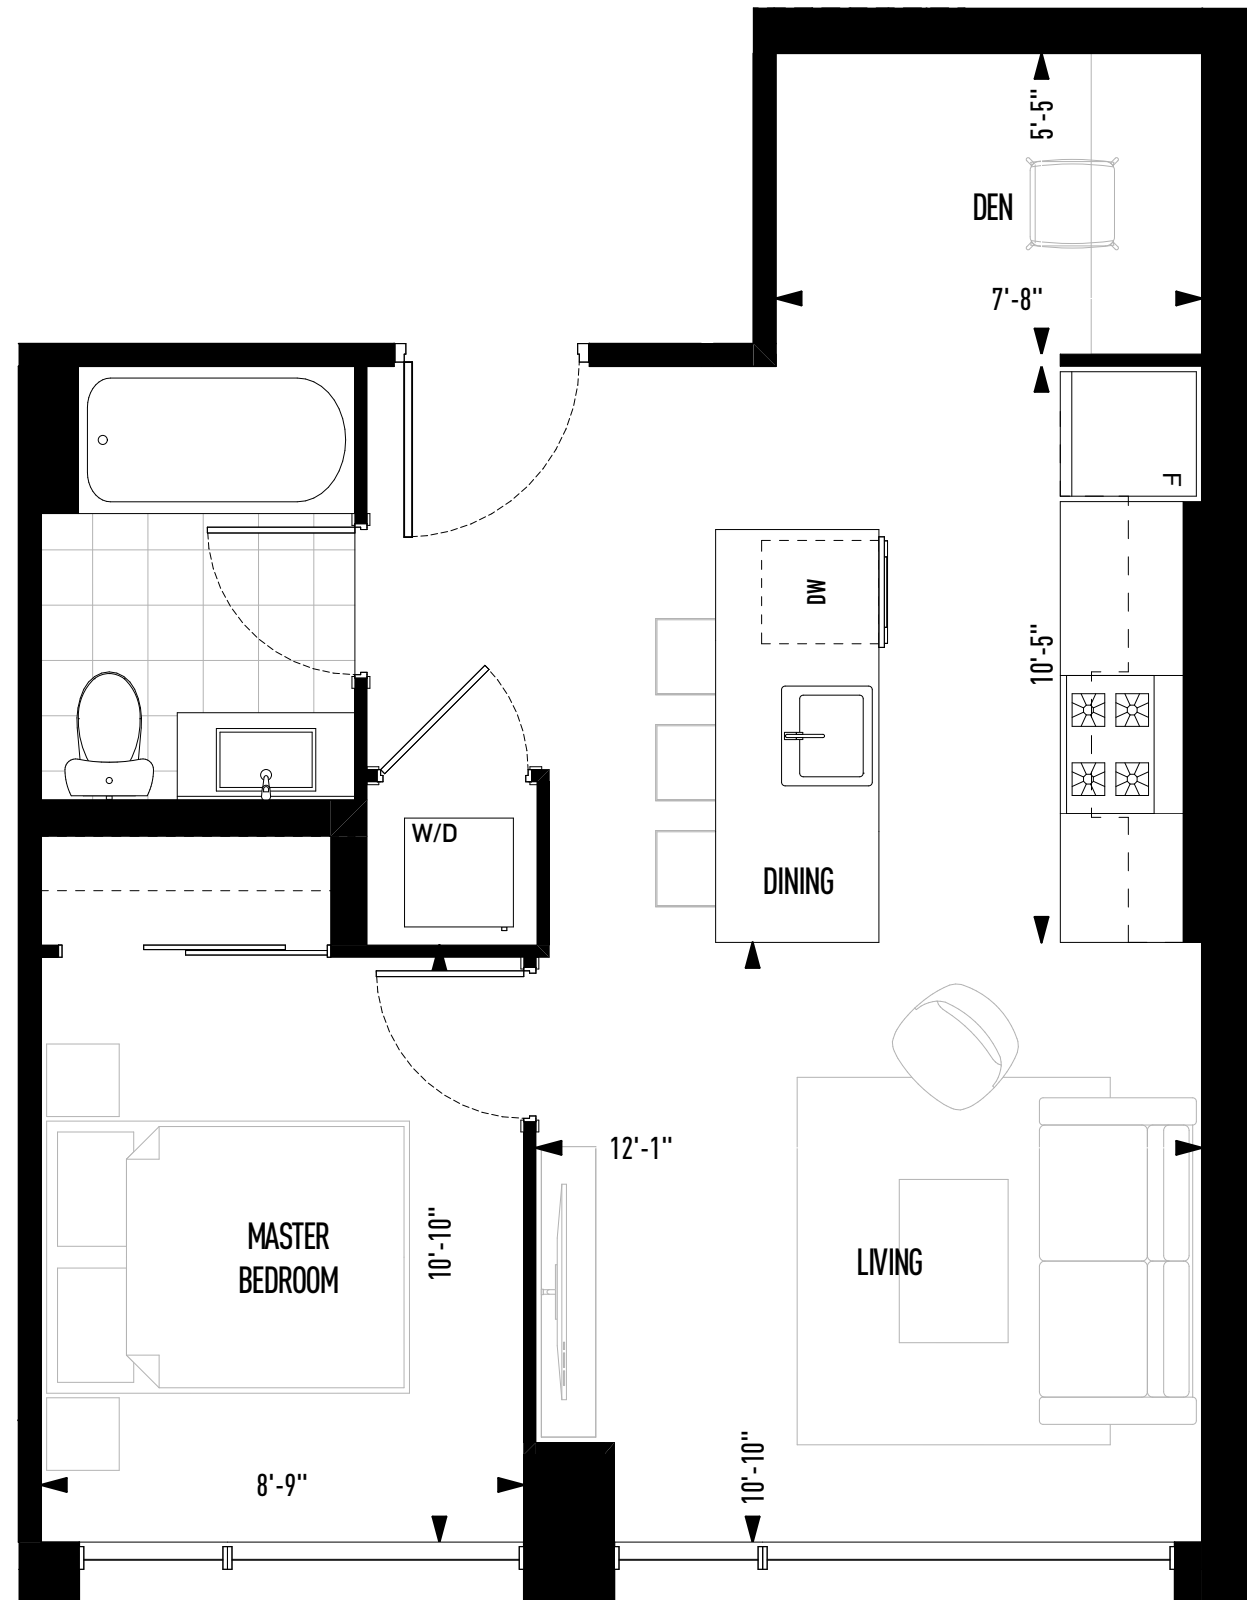 5'-5"
DEN
7'-8"
F
DW
10'-5"
W/D
DINING
12'-1"
MASTER
BEDROOM
10'-10"
LIVING
8'-9"
10'-10"